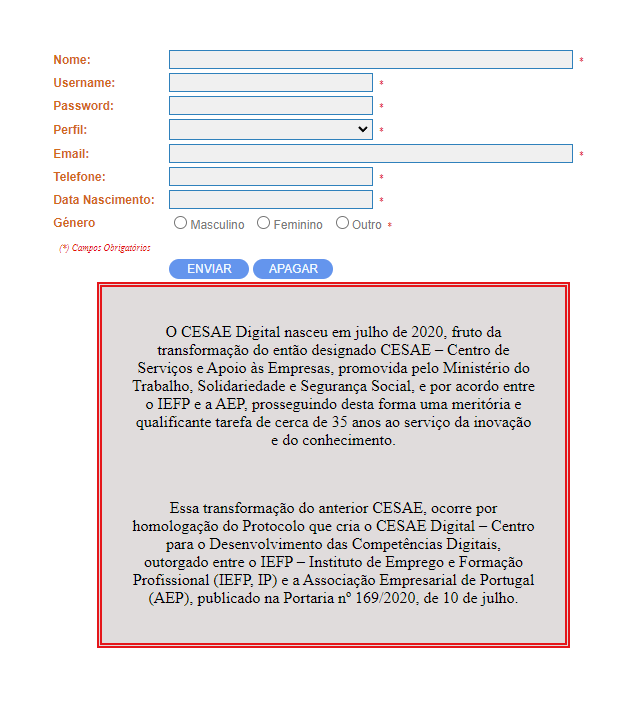 Nome: *
Username: *
Password: *
Perfil: *
Email: *
Telefone: *
Data Nascimento: *
Género Masculino Feminino Outro *
(*) Campos Obrigatórios
ENVIAR APAGAR
O CESAE Digital nasceu em julho de 2020, fruto da
transformação do então designado CESAE – Centro de
Serviços e Apoio às Empresas, promovida pelo Ministério do
Trabalho, Solidariedade e Segurança Social, e por acordo entre
o IEFP e a AEP, prosseguindo desta forma uma meritória e
qualificante tarefa de cerca de 35 anos ao serviço da inovação
e do conhecimento.
Essa transformação do anterior CESAE, ocorre por
homologação do Protocolo que cria o CESAE Digital – Centro
para o Desenvolvimento das Competências Digitais,
outorgado entre o IEFP – Instituto de Emprego e Formação
Profissional (IEFP, IP) e a Associação Empresarial de Portugal
(AEP), publicado na Portaria nº 169/2020, de 10 de julho.